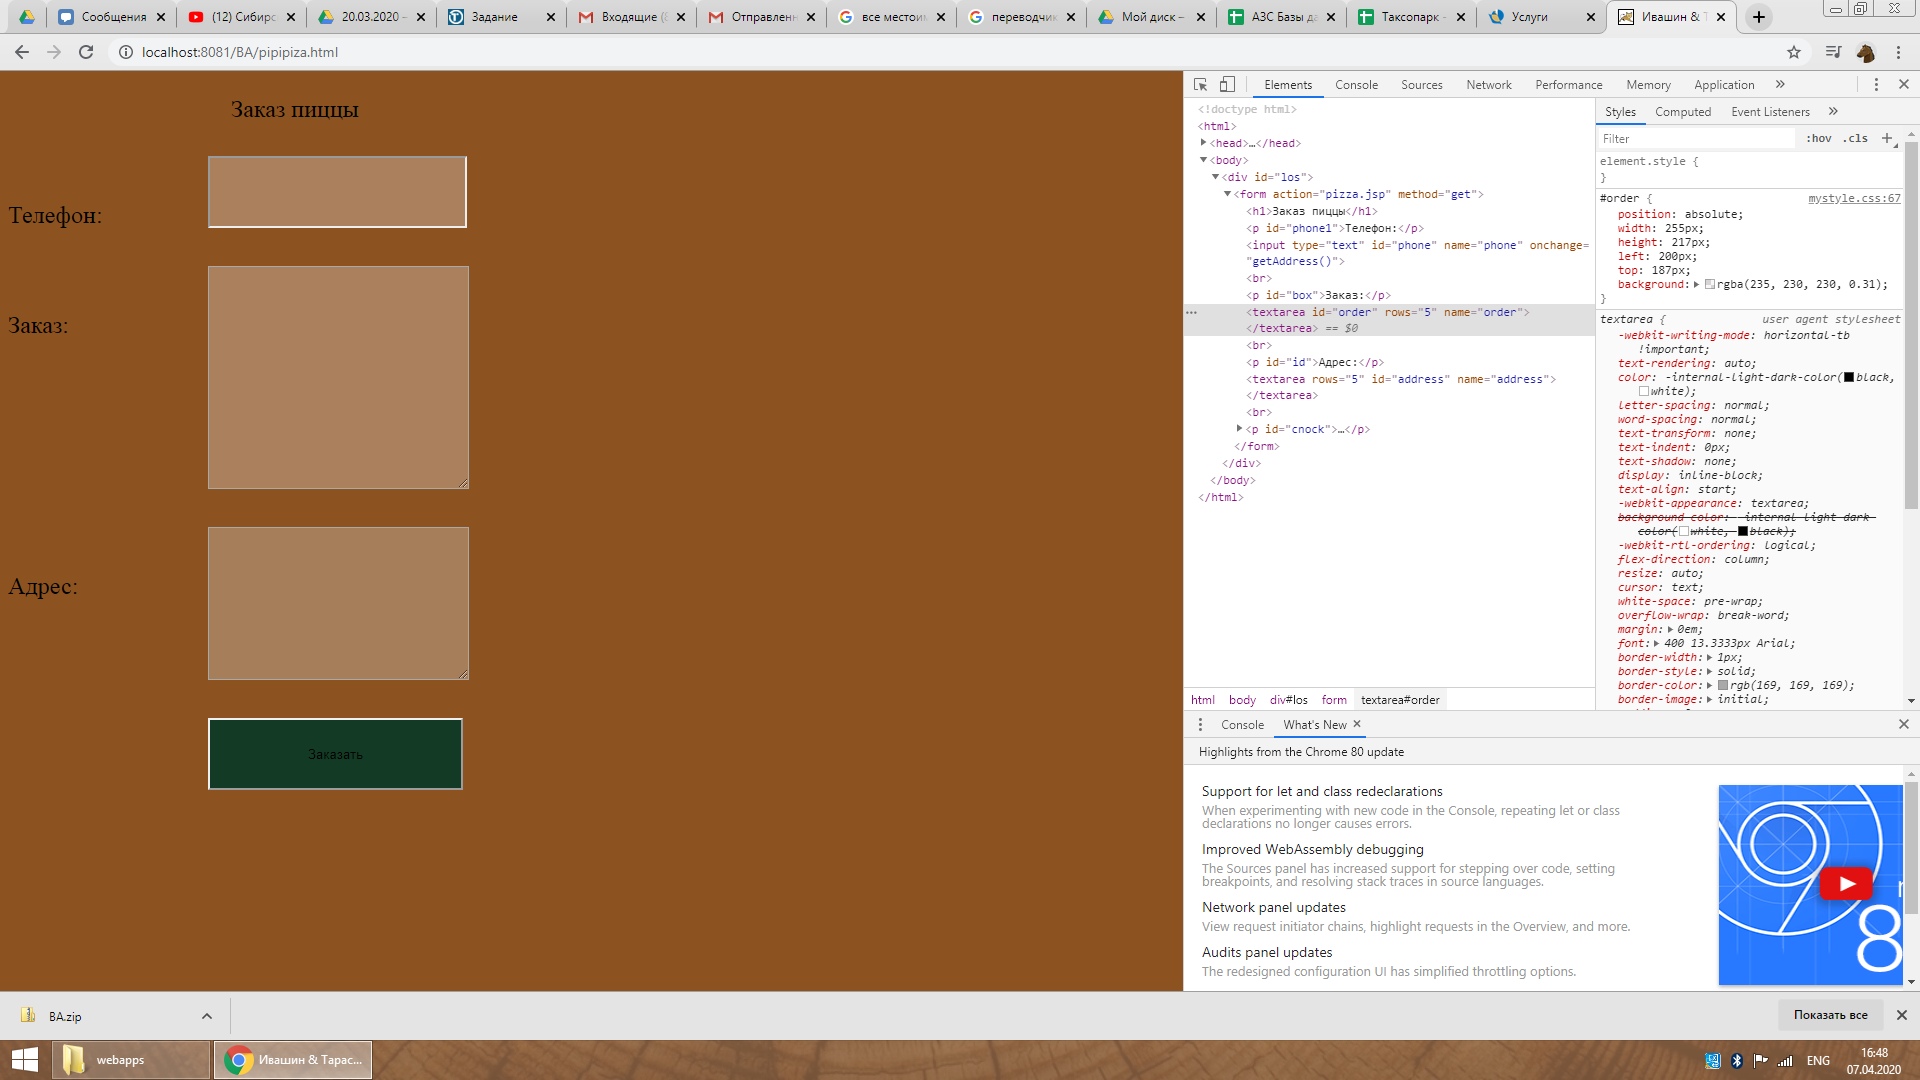 Сообщения
(12) Сибирс
20.03.2020 –
Задание
Входящие (8
Отправленн
все местоим
переводчик
Мой диск –
АЗС Базы да
Таксопарк -
Услуги
Ивашин & Т
localhost:8081/BA/pipipiza.html
Заказ пиццы
Телефон:
Заказ:
Адрес:
Заказать
Elements Console Sources Network Performance Memory Application
<!doctype html>
<html>
<head>…</head>
<body>
<div id="los">
<form action="pizza.jsp" method="get">
<h1>Заказ пиццы</h1>
<p id="phone1">Телефон:</p>
<input type="text" id="phone" name="phone" onchange=
"getAddress()">
<br>
<p id="box">Заказ:</p>
<textarea id="order" rows="5" name="order">
</textarea> == $0
<br>
<p id="id">Адрес:</p>
<textarea rows="5" id="address" name="address">
</textarea>
<br>
<p id="cnock">…</p>
</form>
</div>
</body>
</html>
html body div#los form textarea#order
Styles Computed Event Listeners
Filter :hov .cls
element.style {
}
#order { mystyle.css:67
position: absolute;
width: 255px;
height: 217px;
left: 200px;
top: 187px;
background: rgba(235, 230, 230, 0.31);
}
textarea { user agent stylesheet
-webkit-writing-mode: horizontal-tb
!important;
text-rendering: auto;
color: -internal-light-dark-color(black,
white);
letter-spacing: normal;
word-spacing: normal;
text-transform: none;
text-indent: 0px;
text-shadow: none;
display: inline-block;
text-align: start;
-webkit-appearance: textarea;
background-color: -internal-light-dark-
color(white, black);
-webkit-rtl-ordering: logical;
flex-direction: column;
resize: auto;
cursor: text;
white-space: pre-wrap;
overflow-wrap: break-word;
margin: 0em;
font: 400 13.3333px Arial;
border-width: 1px;
border-style: solid;
border-color: rgb(169, 169, 169);
border-image: initial;
Console What's New
Highlights from the Chrome 80 update
Support for let and class redeclarations
When experimenting with new code in the Console, repeating let or class
declarations no longer causes errors.
Improved WebAssembly debugging
The Sources panel has increased support for stepping over code, setting
breakpoints, and resolving stack traces in source languages.
Network panel updates
View request initiator chains, highlight requests in the Overview, and more.
Audits panel updates
The redesigned configuration UI has simplified throttling options.
8
BA.zip
Показать все
webapps
Ивашин & Тарас...
ENG
16:48
07.04.2020